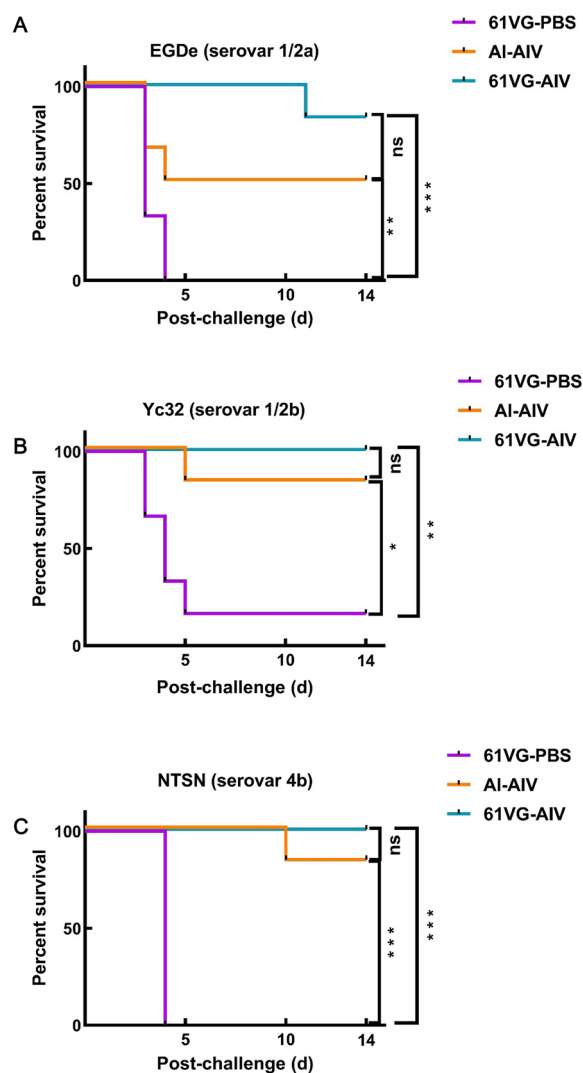 A
EGDe (serovar 1/2a)
61VG-PBS
Al-AIV
61VG-AIV
Percent survival
100
50
0
5
10
14
Post-challenge (d)
ns
**
***
B
Yc32 (serovar 1/2b)
61VG-PBS
Al-AIV
61VG-AIV
Percent survival
100
50
0
5
10
14
Post-challenge (d)
ns
*
**
C
NTSN (serovar 4b)
61VG-PBS
Al-AIV
61VG-AIV
Percent survival
100
50
0
5
10
14
Post-challenge (d)
ns
***
***